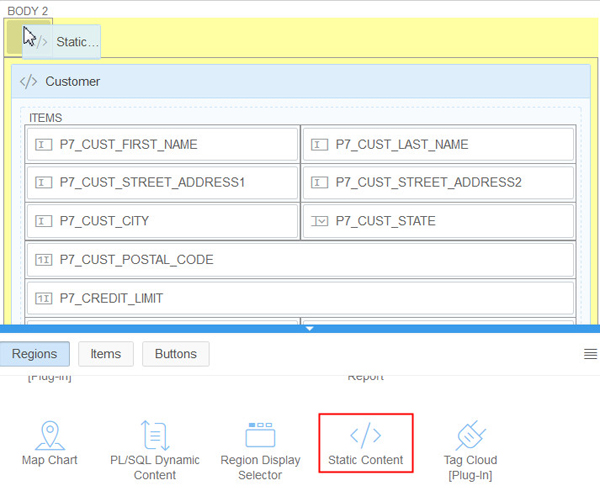 BODY 2
Static...
Customer
ITEMS
P7_CUST_FIRST_NAME P7_CUST_LAST_NAME
P7_CUST_STREET_ADDRESS1 P7_CUST_STREET_ADDRESS2
P7_CUST_CITY P7_CUST_STATE
P7_CUST_POSTAL_CODE
P7_CREDIT_LIMIT
Regions Items Buttons
[Plug-In] Report
Map Chart PL/SQL Dynamic Content Region Display Selector Static Content Tag Cloud [Plug-In]